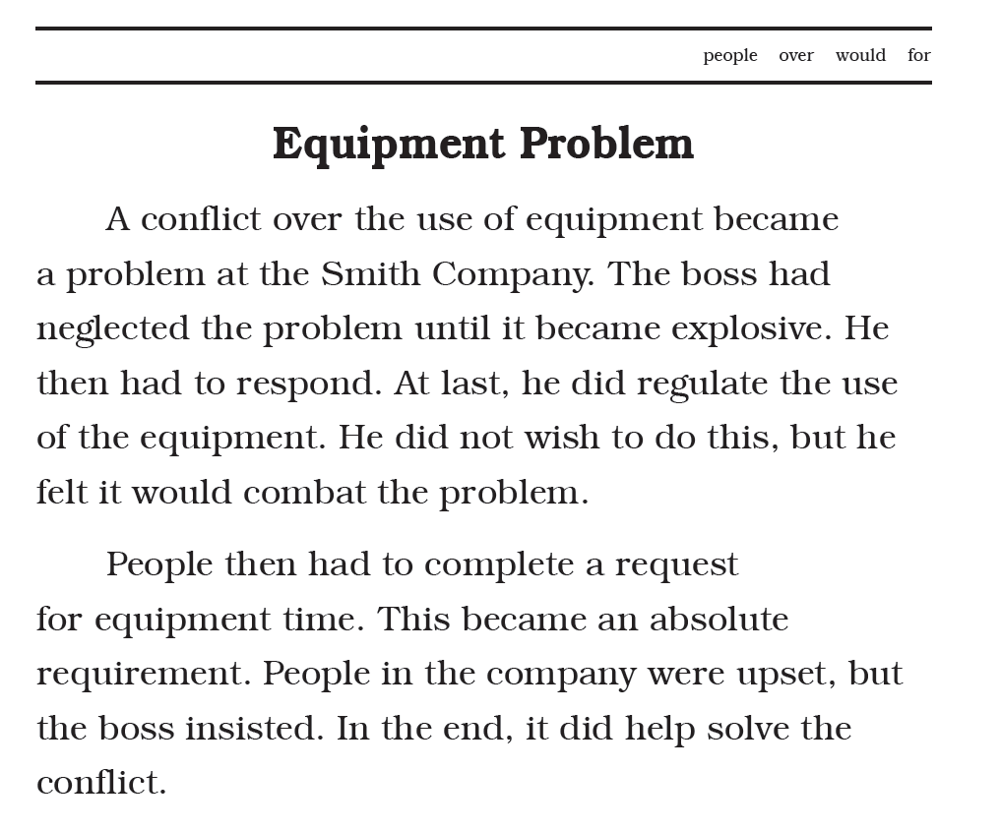 people over would for
Equipment Problem
A conflict over the use of equipment became
a problem at the Smith Company. The boss had
neglected the problem until it became explosive. He
then had to respond. At last, he did regulate the use
of the equipment. He did not wish to do this, but he
felt it would combat the problem.
People then had to complete a request
for equipment time. This became an absolute
requirement. People in the company were upset, but
the boss insisted. In the end, it did help solve the
conflict.